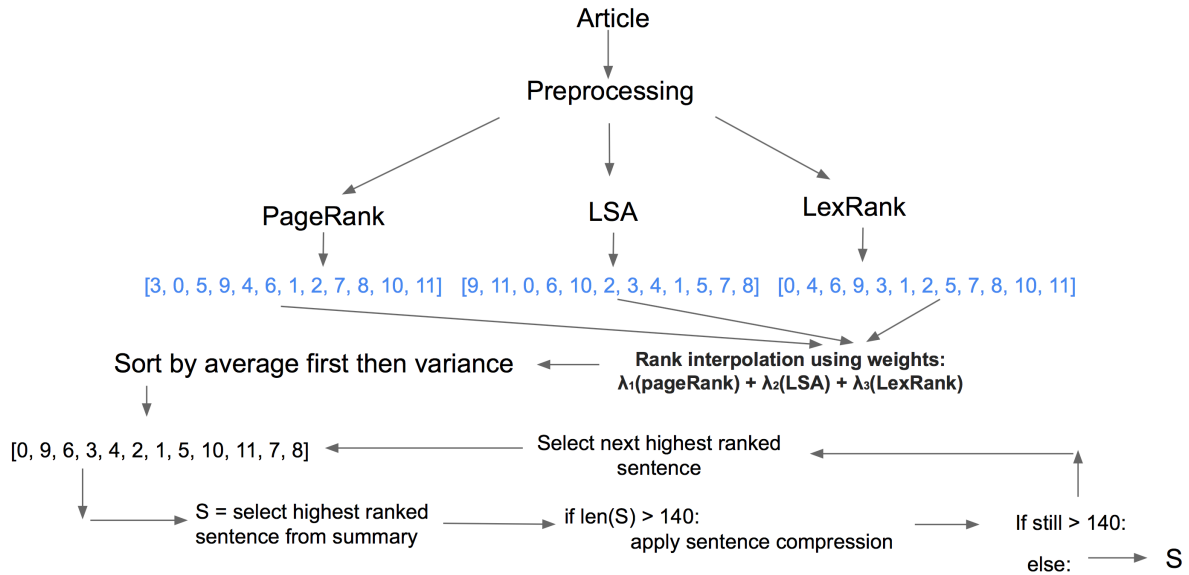 Article
Preprocessing
PageRank
LSA
LexRank
[3, 0, 5, 9, 4, 6, 1, 2, 7, 8, 10, 11]
[9, 11, 0, 6, 10, 2, 3, 4, 1, 5, 7, 8]
[0, 4, 6, 9, 3, 1, 2, 5, 7, 8, 10, 11]
Rank interpolation using weights:
λ₁(pageRank) + λ₂(LSA) + λ₃(LexRank)
Sort by average first then variance
[0, 9, 6, 3, 4, 2, 1, 5, 10, 11, 7, 8]
Select next highest ranked
sentence
S = select highest ranked
sentence from summary
if len(S) > 140:
apply sentence compression
If still > 140:
else:
S